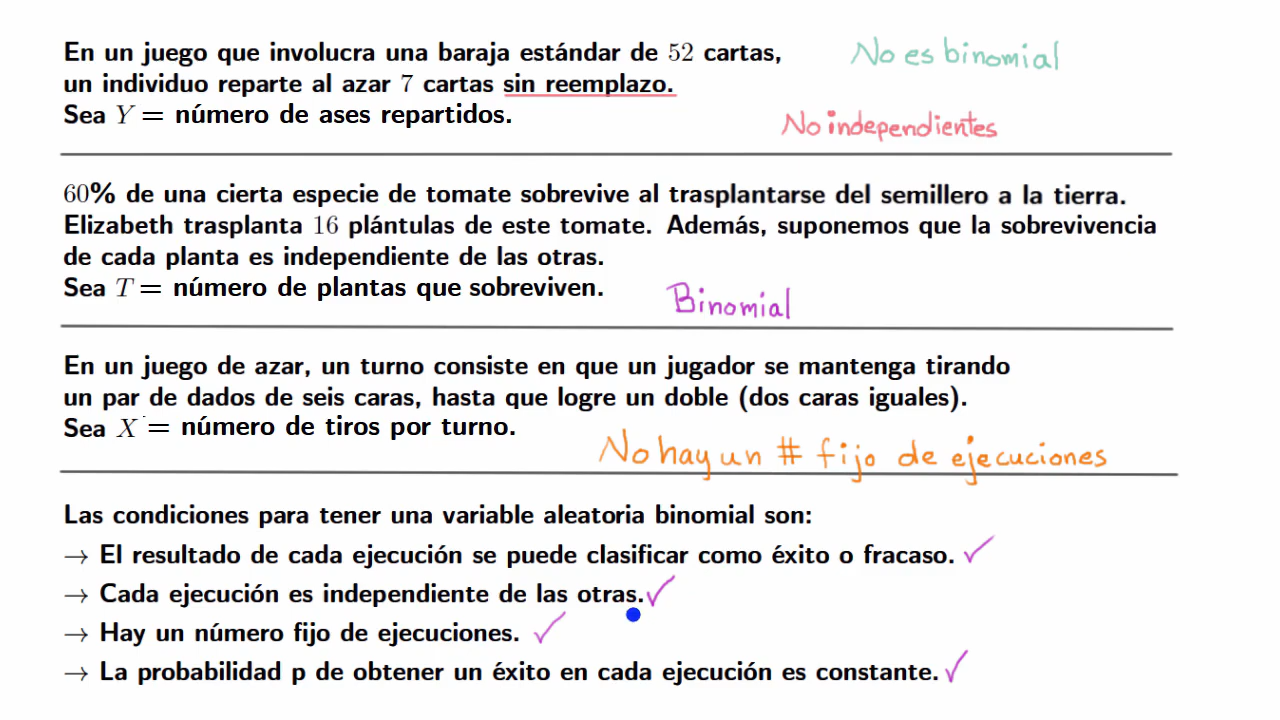 En un juego que involucra una baraja estándar de 52 cartas,
No es binomial
un individuo reparte al azar 7 cartas sin reemplazo.
Sea Y = número de ases repartidos.
No independientes
60% de una cierta especie de tomate sobrevive al trasplantarse del semillero a la tierra.
Elizabeth trasplanta 16 plántulas de este tomate. Además, suponemos que la sobrevivencia
de cada planta es independiente de las otras.
Sea T = número de plantas que sobreviven.
Binomial
En un juego de azar, un turno consiste en que un jugador se mantenga tirando
un par de dados de seis caras, hasta que logre un doble (dos caras iguales).
Sea X = número de tiros por turno.
No hay un # fijo de ejecuciones
Las condiciones para tener una variable aleatoria binomial son:
→ El resultado de cada ejecución se puede clasificar como éxito o fracaso. ✓
→ Cada ejecución es independiente de las otras. ✓
→ Hay un número fijo de ejecuciones. ✓
→ La probabilidad p de obtener un éxito en cada ejecución es constante. ✓